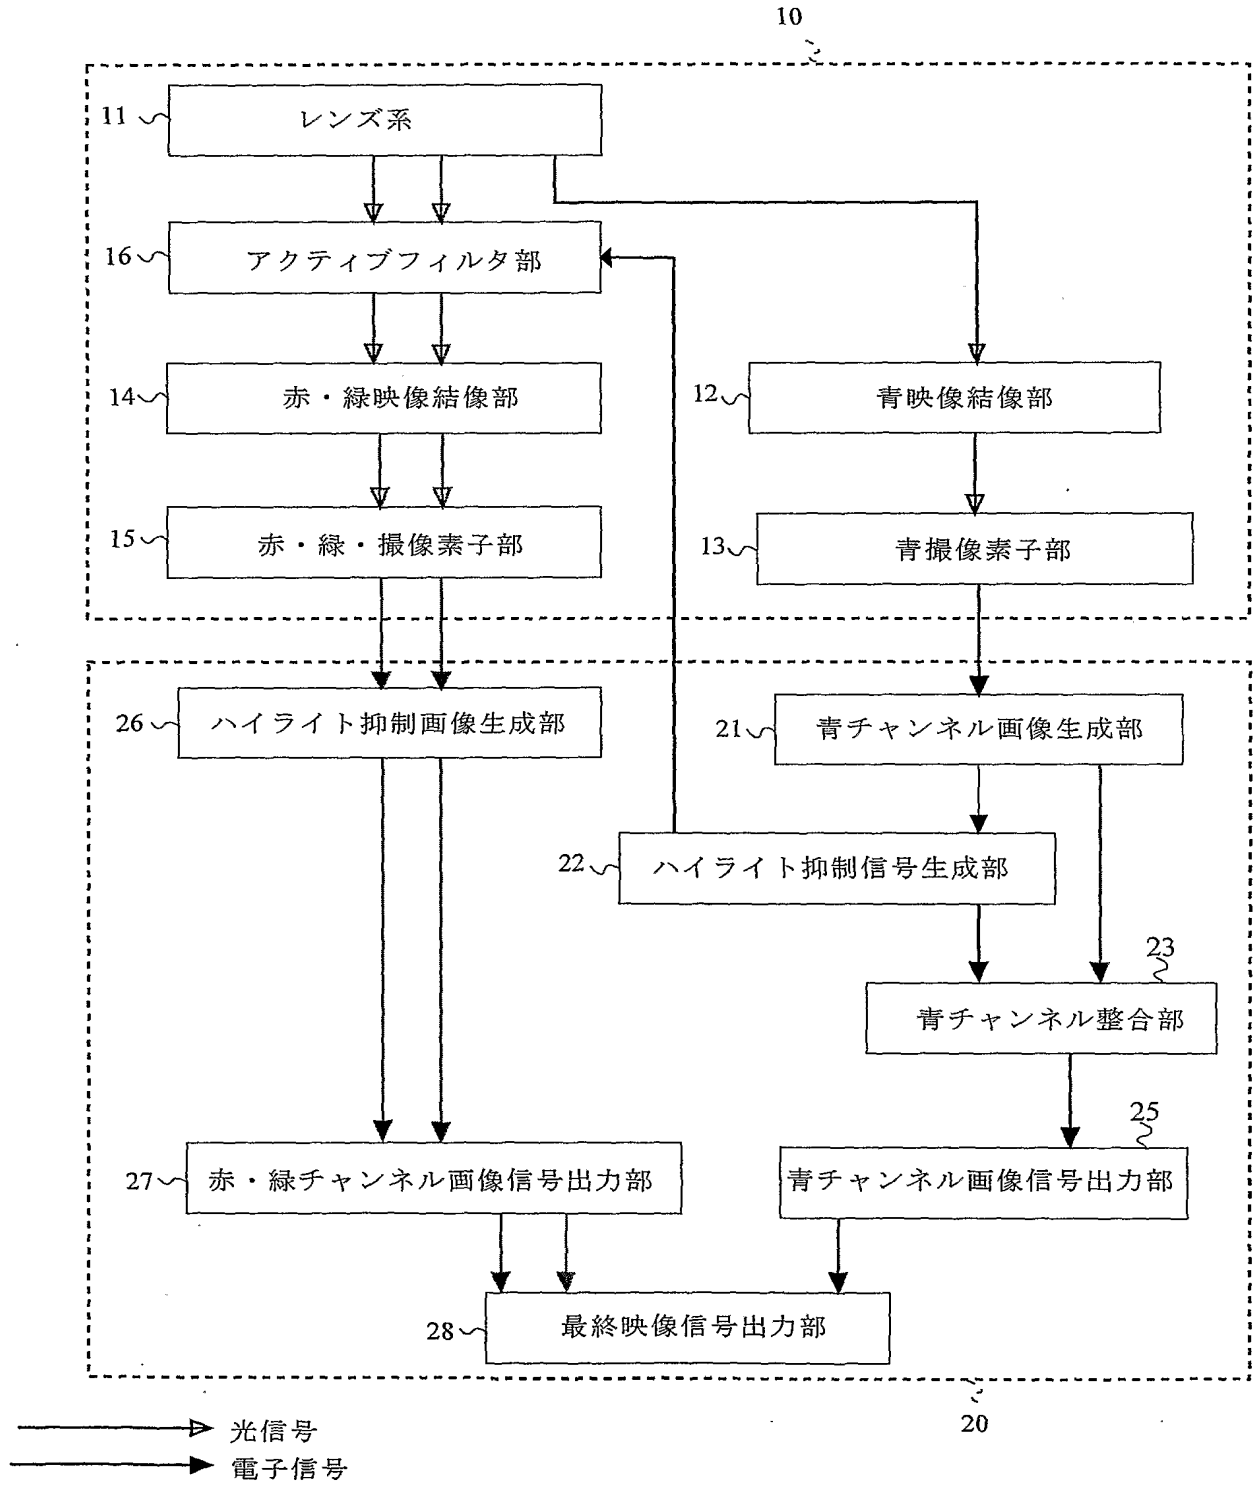 10
11 レンズ系
16 アクティブフィルタ部
14 赤・緑映像結像部
12 青映像結像部
15 赤・緑・撮像素子部
13 青撮像素子部
26 ハイライト抑制画像生成部
21 青チャンネル画像生成部
22 ハイライト抑制信号生成部
23
青チャンネル整合部
25
27 赤・緑チャンネル画像信号出力部
青チャンネル画像信号出力部
28 最終映像信号出力部
20
光信号
電子信号